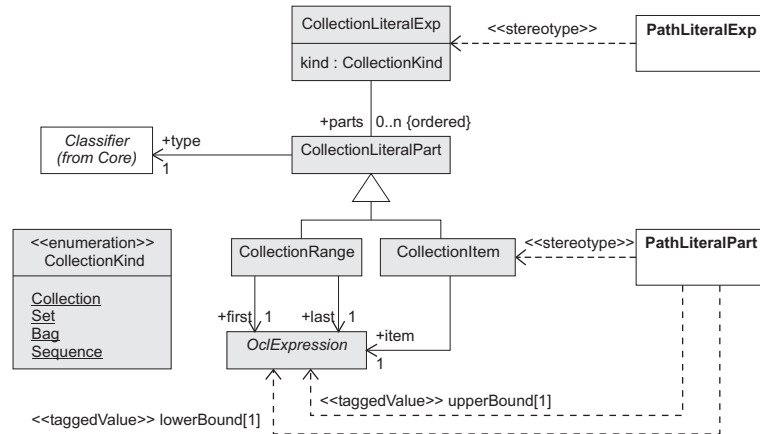 CollectionLiteralExp
kind : CollectionKind
<<stereotype>>
PathLiteralExp
+parts 0..n {ordered}
Classifier
(from Core)
+type
1
CollectionLiteralPart
<<enumeration>>
CollectionKind
Collection
Set
Bag
Sequence
CollectionRange
CollectionItem
<<stereotype>>
PathLiteralPart
+first 1
+last 1
+item
1
OclExpression
<<taggedValue>> upperBound[1]
<<taggedValue>> lowerBound[1]